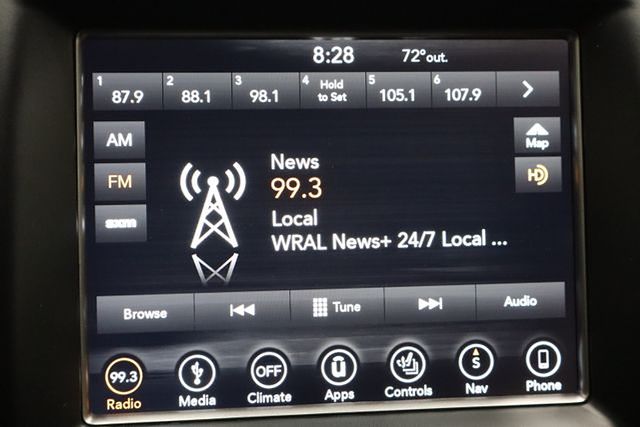 8:28 72°out.
1 87.9 2 88.1 3 98.1 4 Hold to Set 5 105.1 6 107.9
AM
Map
FM
HD
sxm
News
99.3
Local
WRAL News+ 24/7 Local ...
Browse Tune Audio
99.3 OFF S
Radio Media Climate Apps Controls Nav Phone